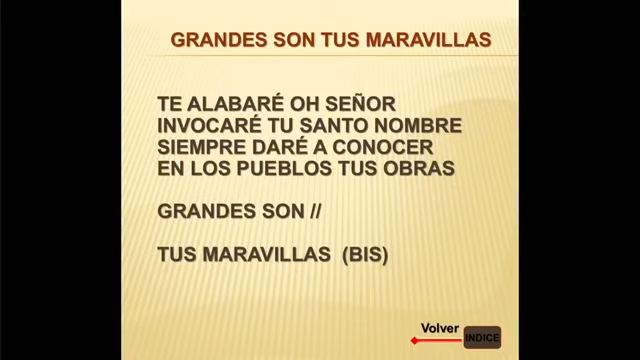 GRANDES SON TUS MARAVILLAS
TE ALABARÉ OH SEÑOR
INVOCARÉ TU SANTO NOMBRE
SIEMPRE DARÉ A CONOCER
EN LOS PUEBLOS TUS OBRAS
GRANDES SON //
TUS MARAVILLAS (BIS)
Volver
INDICE